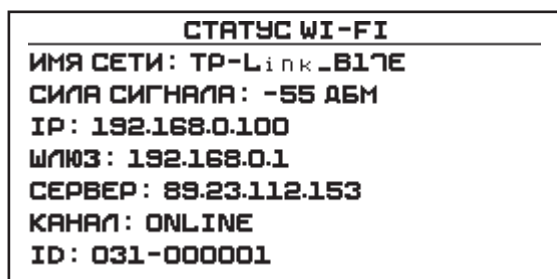 СТАТУС WI-FI
ИМЯ СЕТИ: TP-Link_B17E
СИЛА СИГНАЛА: -55 ДБМ
IP: 192.168.0.100
ШЛЮЗ: 192.168.0.1
СЕРВЕР: 89.23.112.153
КАНАЛ: ONLINE
ID: 031-000001